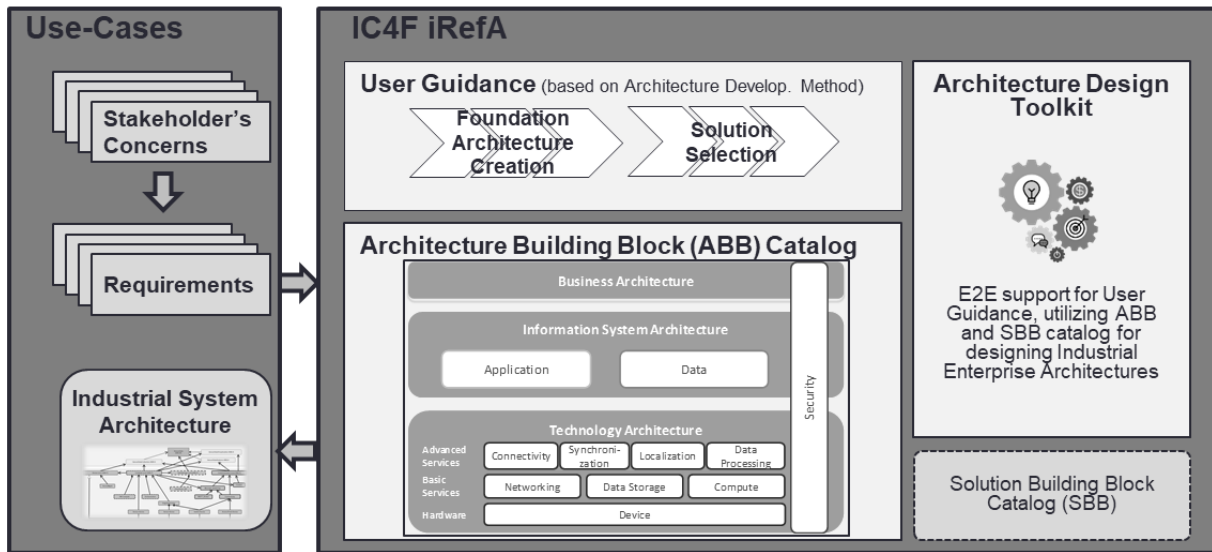 Use-Cases
Stakeholder's
Concerns
Requirements
Industrial System
Architecture
IC4F iRefA
User Guidance (based on Architecture Develop. Method)
Foundation
Architecture
Creation
Solution
Selection
Architecture Building Block (ABB) Catalog
Business Architecture
Information System Architecture
Application
Data
Technology Architecture
Advanced
Services
Connectivity
Synchroni-
zation
Localization
Data
Processing
Basic
Services
Networking
Data Storage
Compute
Hardware
Device
Security
Architecture Design
Toolkit
E2E support for User
Guidance, utilizing ABB
and SBB catalog for
designing Industrial
Enterprise Architectures
Solution Building Block
Catalog (SBB)